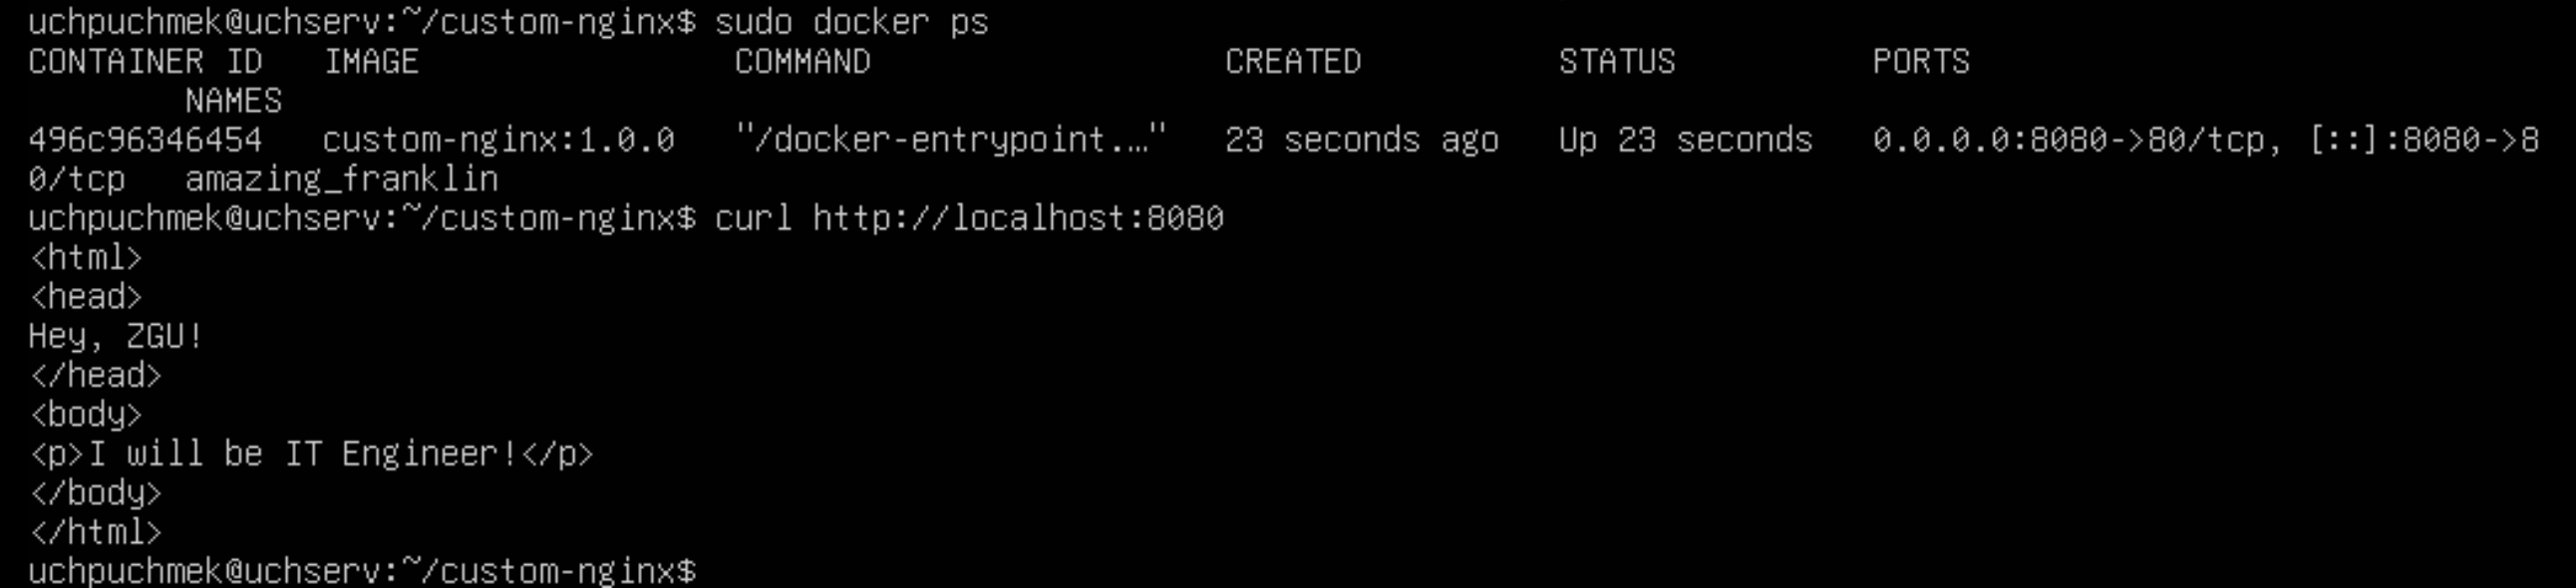 uchpuchmek@uchserv:~/custom-nginx$ sudo docker ps
CONTAINER ID   IMAGE                COMMAND                  CREATED          STATUS          PORTS
        NAMES
496c96346454   custom-nginx:1.0.0   "/docker-entrypoint.…"   23 seconds ago   Up 23 seconds   0.0.0.0:8080->80/tcp, [::]:8080->8
0/tcp   amazing_franklin
uchpuchmek@uchserv:~/custom-nginx$ curl http://localhost:8080
<html>
<head>
Hey, ZGU!
</head>
<body>
<p>I will be IT Engineer!</p>
</body>
</html>
uchpuchmek@uchserv:~/custom-nginx$